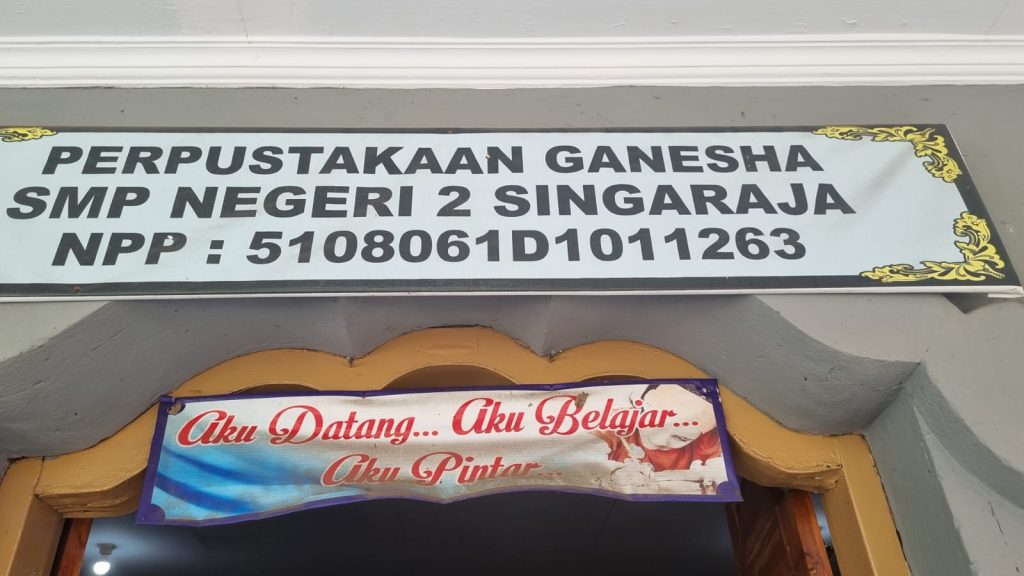 PERPUSTAKAAN GANESHA
SMP NEGERI 2 SINGARAJA
NPP : 5108061D1011263
Aku Datang... Aku Belajar...
Aku Pintar...